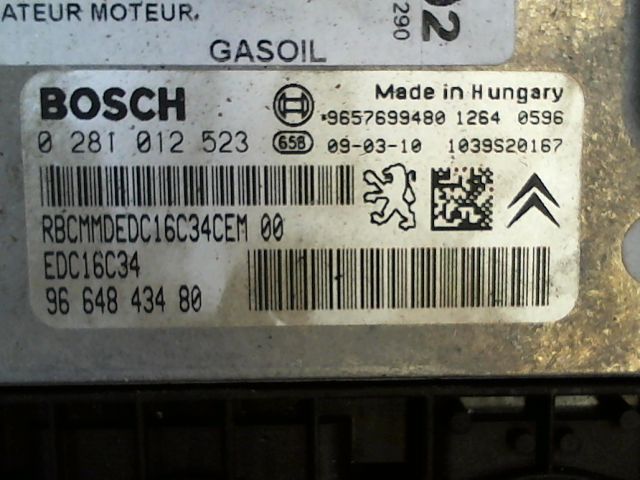 ATEUR MOTEUR.
290
02
GASOIL
BOSCH
Made in Hungary
*9657699480 1264 0596
0 281 012 523
658
09-03-10 1039S20167
RBCMMDEDC16C34CEM 00
EDC16C34
96 648 434 80